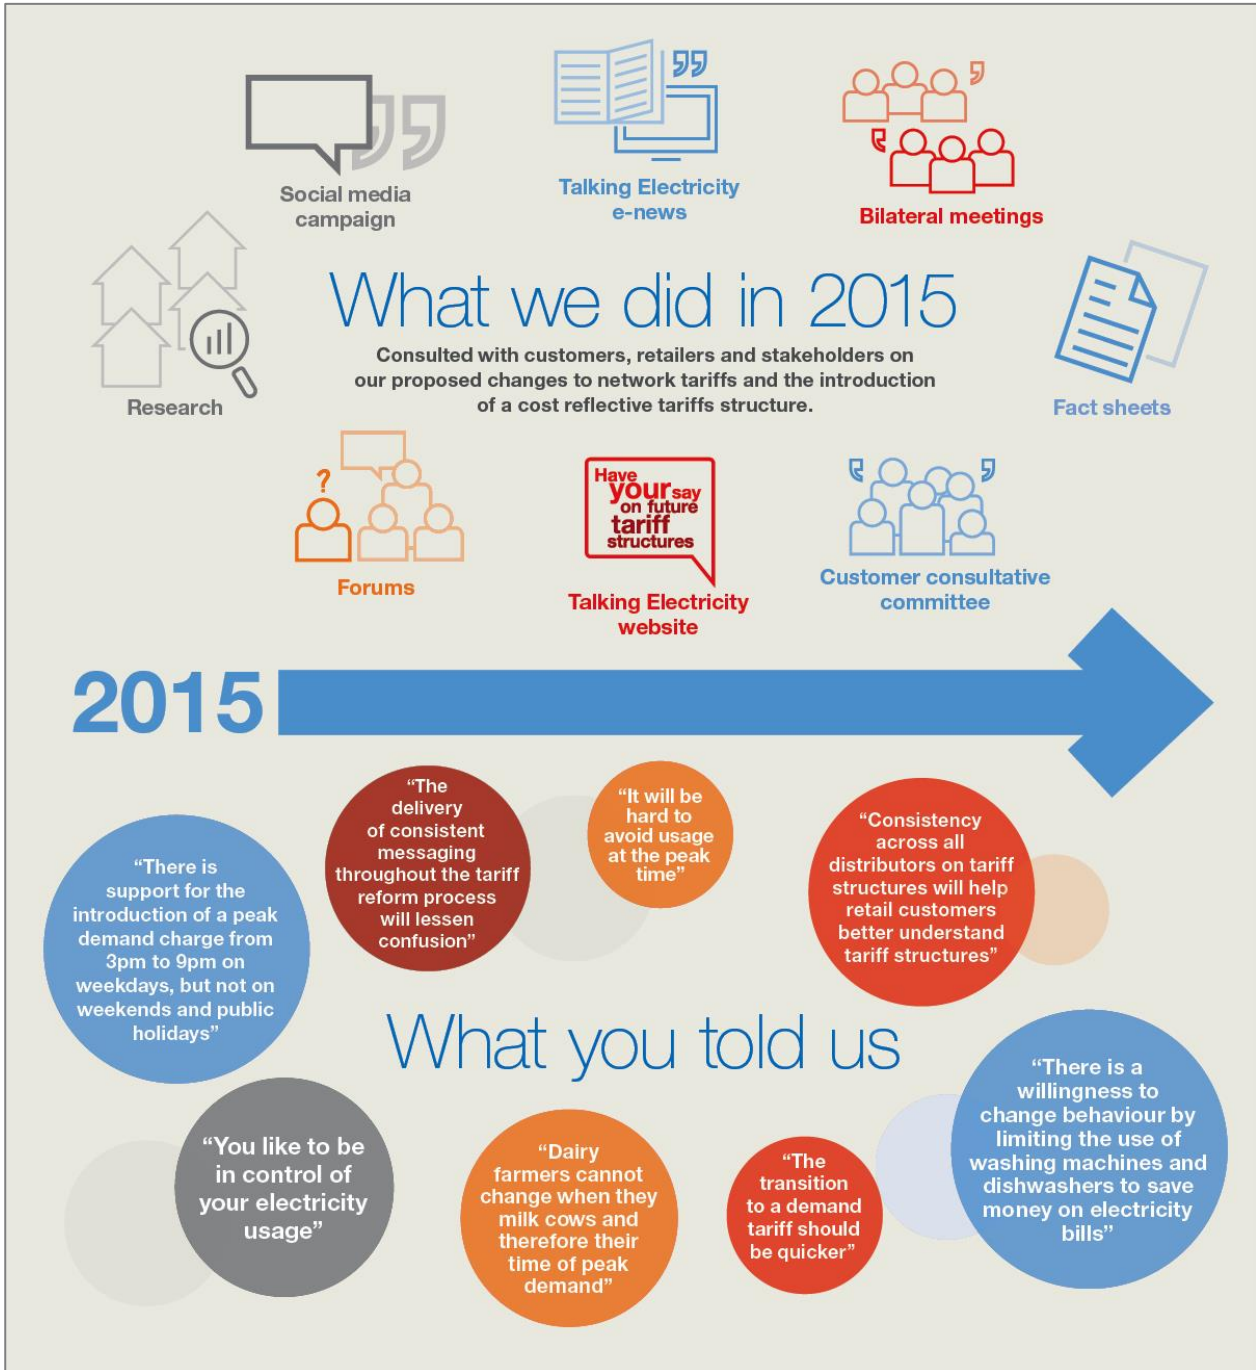 Social media
campaign
Talking Electricity
e-news
Bilateral meetings
Research
What we did in 2015
Consulted with customers, retailers and stakeholders on
our proposed changes to network tariffs and the introduction
of a cost reflective tariffs structure.
Fact sheets
Forums
Have
your say
on future
tariff
structures
Talking Electricity
website
Customer consultative
committee
2015
“There is
support for the
introduction of a peak
demand charge from
3pm to 9pm on
weekdays, but not on
weekends and public
holidays”
“The
delivery
of consistent
messaging
throughout the tariff
reform process
will lessen
confusion”
“It will be
hard to
avoid usage
at the peak
time”
“Consistency
across all
distributors on tariff
structures will help
retail customers
better understand
tariff structures”
What you told us
“You like to be
in control of
your electricity
usage”
“Dairy
farmers cannot
change when they
milk cows and
therefore their
time of peak
demand”
“The
transition
to a demand
tariff should
be quicker”
“There is a
willingness to
change behaviour by
limiting the use of
washing machines and
dishwashers to save
money on electricity
bills”